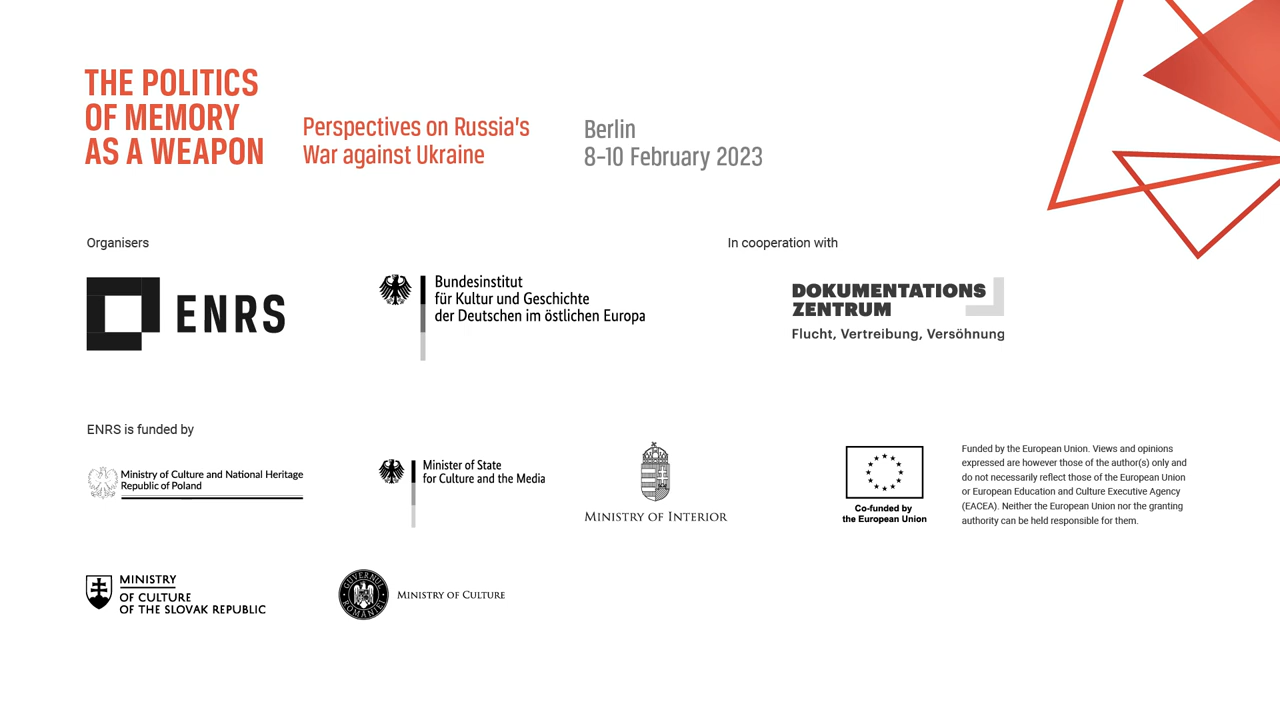 THE POLITICS
OF MEMORY
AS A WEAPON
Perspectives on Russia's
War against Ukraine
Berlin
8–10 February 2023
Organisers
In cooperation with
ENRS
Bundesinstitut
für Kultur und Geschichte
der Deutschen im östlichen Europa
DOKUMENTATIONS
ZENTRUM
Flucht, Vertreibung, Versöhnung
ENRS is funded by
Ministry of Culture and National Heritage
Republic of Poland
Minister of State
for Culture and the Media
MINISTRY OF INTERIOR
Co-funded by
the European Union
Funded by the European Union. Views and opinions
expressed are however those of the author(s) only and
do not necessarily reflect those of the European Union
or European Education and Culture Executive Agency
(EACEA). Neither the European Union nor the granting
authority can be held responsible for them.
MINISTRY
OF CULTURE
OF THE SLOVAK REPUBLIC
GUVERNUL
ROMÂNIEI
MINISTRY OF CULTURE